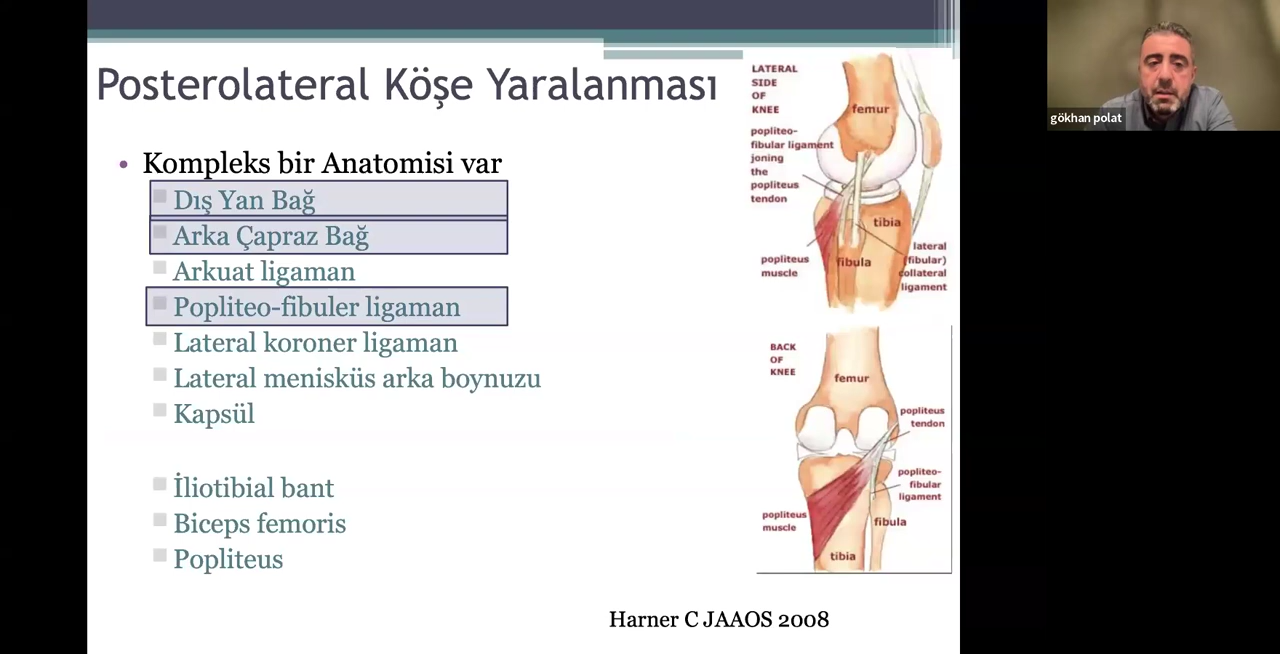 Posterolateral Köşe Yaralanması
Kompleks bir Anatomisi var
Dış Yan Bağ
Arka Çapraz Bağ
Arkuat ligaman
Popliteo-fibuler ligaman
Lateral koroner ligaman
Lateral menisküs arka boynuzu
Kapsül
İliotibial bant
Biceps femoris
Popliteus
Harner C JAAOS 2008
LATERAL
SIDE
OF
KNEE
femur
popliteo-
fibular ligament
joning
the
popliteus
tendon
tibia
lateral
(fibular)
collateral
ligament
popliteus
muscle
fibula
BACK
OF
KNEE
femur
popliteus
tendon
popliteo-
fibular
ligament
popliteus
muscle
fibula
tibia
gökhan polat